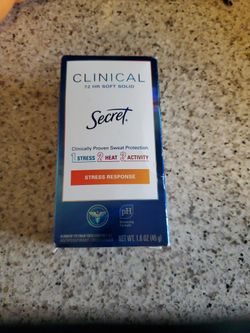 CLINICAL
72 HR SOFT SOLID
Secret.
Clinically Proven Sweat Protection
1 STRESS 2 HEAT 3 ACTIVITY
STRESS RESPONSE
pH
NET WT. 1.6 OZ (45 g)